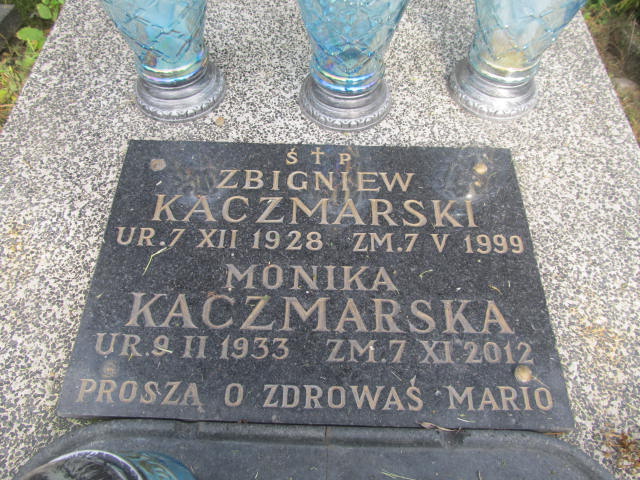 Ś † P
ZBIGNIEW
KACZMARSKI
UR. 7 XII 1928 ZM. 7 V 1999
MONIKA
KACZMARSKA
UR. 9 II 1933 ZM. 7 XI 2012
PROSZĄ O ZDROWAŚ MARIO